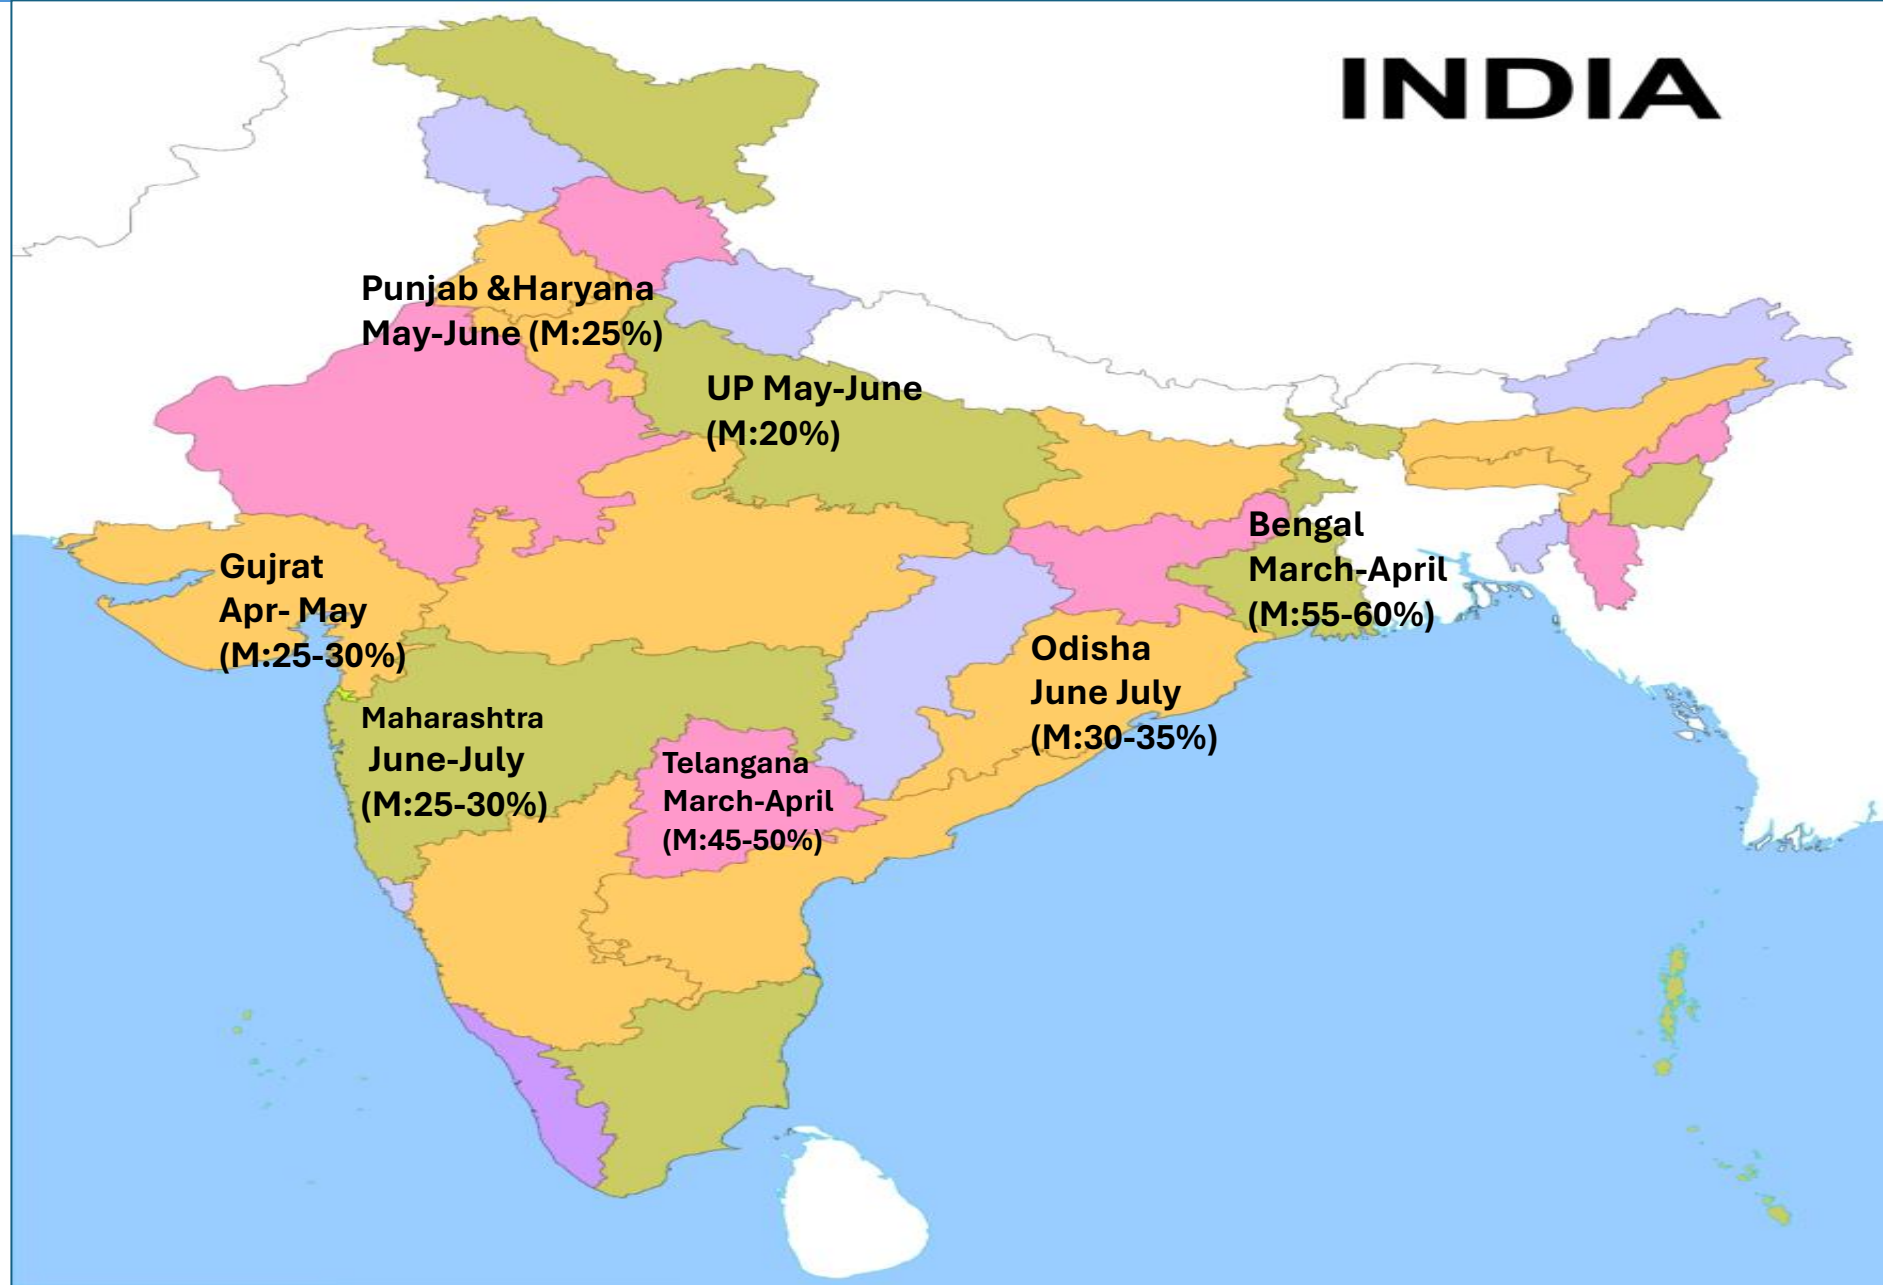 INDIA
Punjab &Haryana
May-June (M:25%)
UP May-June
(M:20%)
Bengal
March-April
(M:55-60%)
Gujrat
Apr- May
(M:25-30%)
Odisha
June July
(M:30-35%)
Maharashtra
June-July
(M:25-30%)
Telangana
March-April
(M:45-50%)